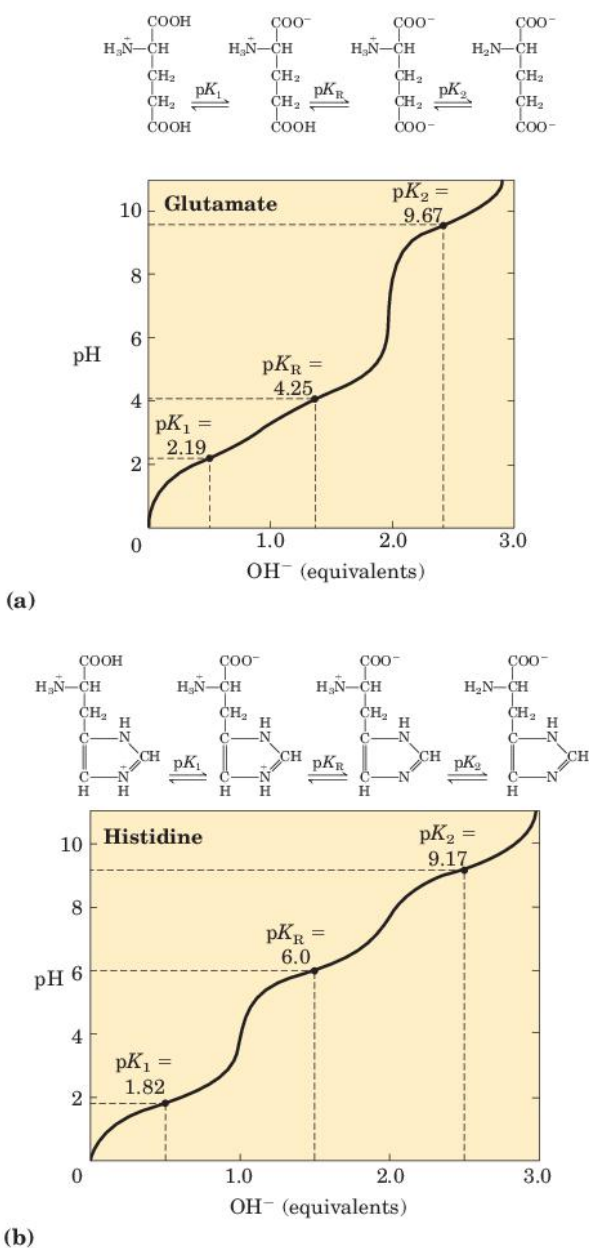 COOH COO⁻ COO⁻ COO⁻
H₃N⁺—CH H₃N⁺—CH H₃N⁺—CH H₂N—CH
CH₂ CH₂ CH₂ CH₂
CH₂ pK₁ CH₂ pK_R CH₂ pK₂ CH₂
COOH COOH COO⁻ COO⁻
Glutamate
pK₂ =
9.67
pK_R =
4.25
pK₁ =
2.19
10
8
6
4
2
0
pH
1.0 2.0 3.0
OH⁻ (equivalents)
(a)
COOH COO⁻ COO⁻ COO⁻
H₃N⁺—CH H₃N⁺—CH H₃N⁺—CH H₂N—CH
CH₂ H CH₂ H CH₂ H CH₂ H
C N C N C N C N
CH CH CH CH
C N⁺ pK₁ C N⁺ pK_R C N pK₂ C N
H H H H H H
Histidine
pK₂ =
9.17
pK_R =
6.0
pK₁ =
1.82
10
8
6
4
2
0
pH
1.0 2.0 3.0
OH⁻ (equivalents)
(b)